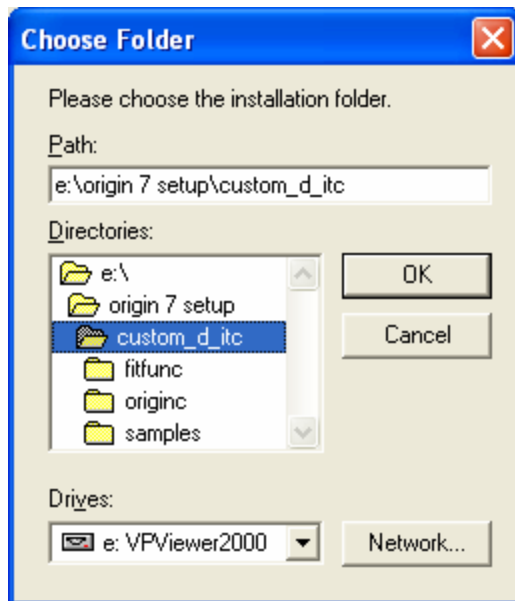 Choose Folder
Please choose the installation folder.
Path:
e:\origin 7 setup\custom_d_itc
Directories:
e:\
origin 7 setup
custom_d_itc
fitfunc
originc
samples
OK
Cancel
Drives:
e: VPViewer2000
Network...